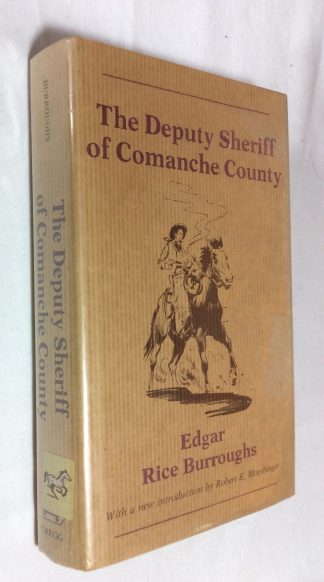 The Deputy Sheriff
of Comanche County
Edgar
Rice Burroughs
With a new introduction by Robert E. Morsberger
BURROUGHS
The Deputy Sheriff
of Comanche County
GREGG